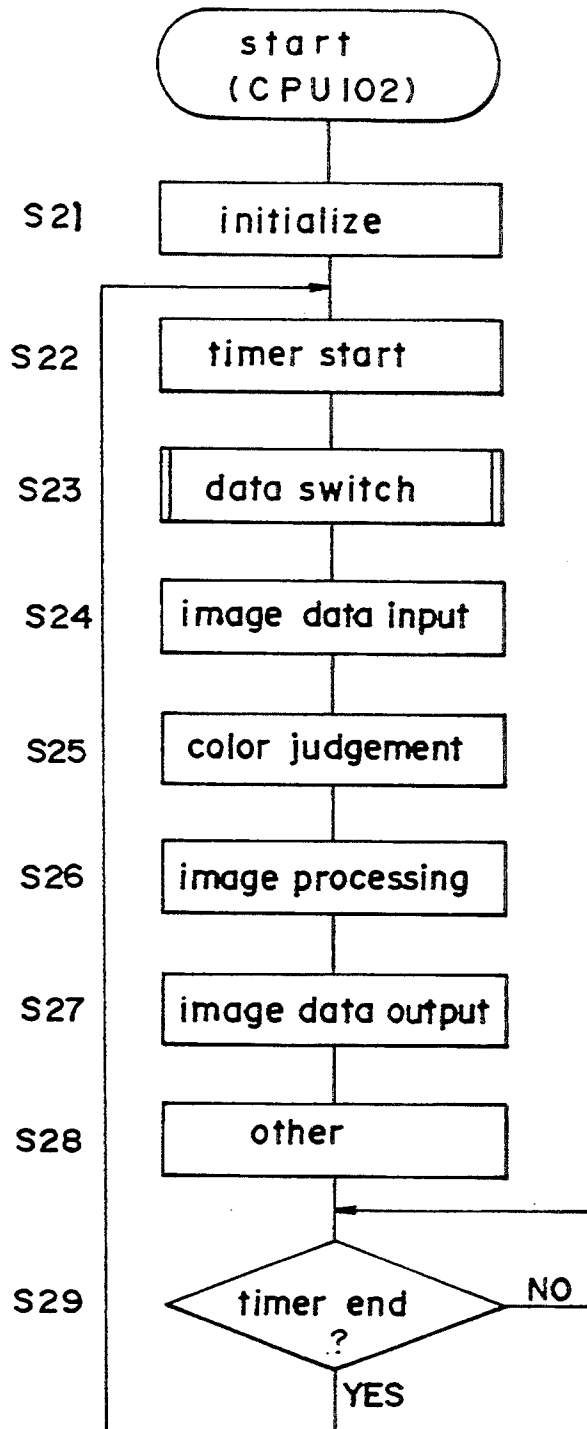 start
(CPU102)
S21
initialize
S22
timer start
S23
data switch
S24
image data input
S25
color judgement
S26
image processing
S27
image data output
S28
other
S29
timer end
?
NO
YES